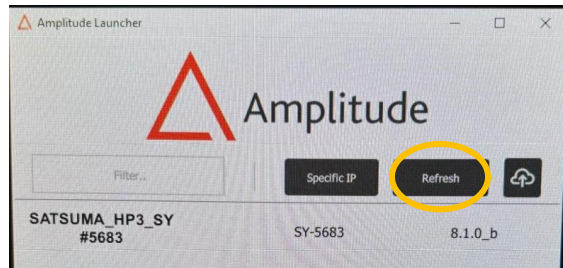 Amplitude Launcher
Amplitude
Filter..
Specific IP
Refresh
SATSUMA_HP3_SY
#5683
SY-5683
8.1.0_b